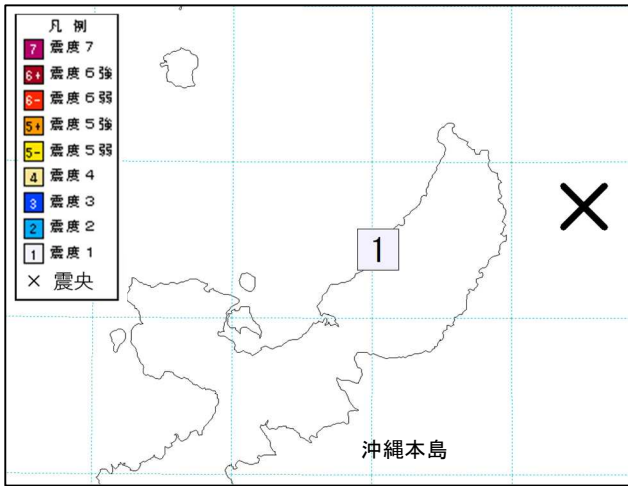 凡 例
7 震度7
6+ 震度6強
6- 震度6弱
5+ 震度5強
5- 震度5弱
4 震度4
3 震度3
2 震度2
1 震度1
× 震央
1
沖縄本島